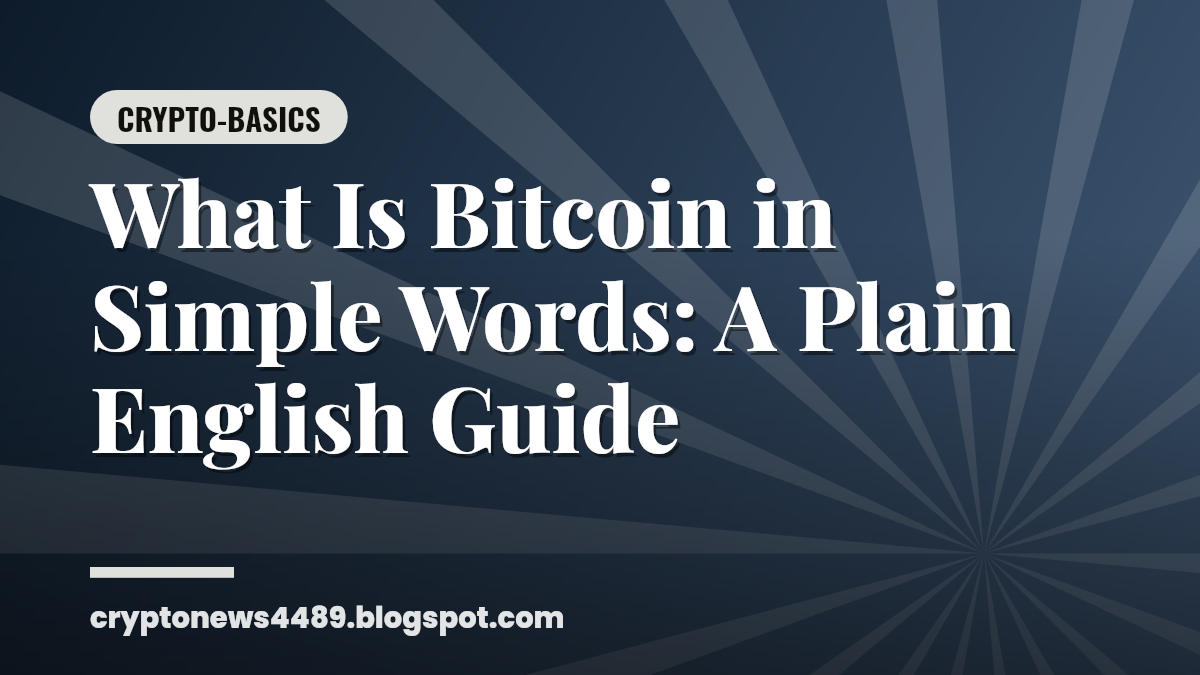 CRYPTO-BASICS
What Is Bitcoin in
Simple Words: A Plain
English Guide
cryptonews4489.blogspot.com